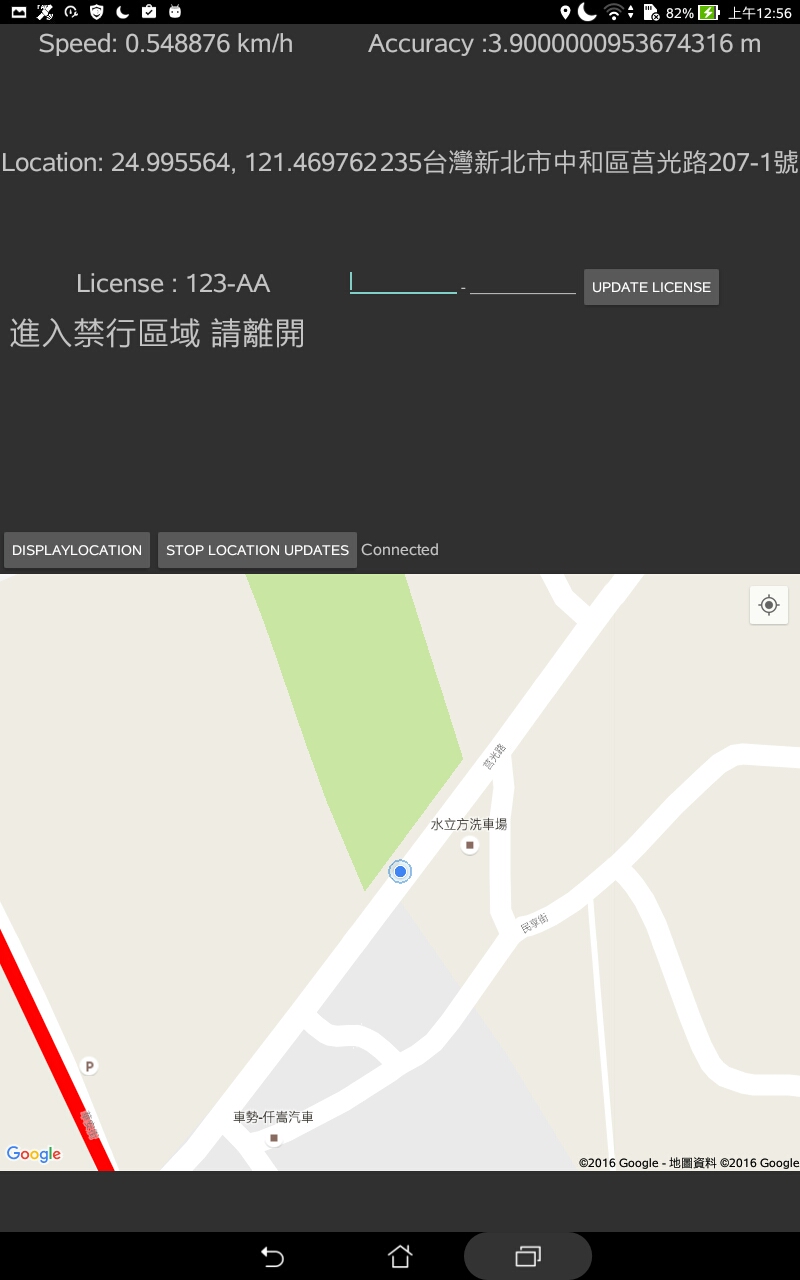 82% 上午12:56
Speed: 0.548876 km/h Accuracy :3.9000000953674316 m
Location: 24.995564, 121.469762 235台灣新北市中和區莒光路207-1號
License : 123-AA - UPDATE LICENSE
進入禁行區域 請離開
DISPLAYLOCATION STOP LOCATION UPDATES Connected
莒光路
水立方洗車場
民享街
P
車勢-仟嵩汽車
Google ©2016 Google - 地圖資料 ©2016 Google